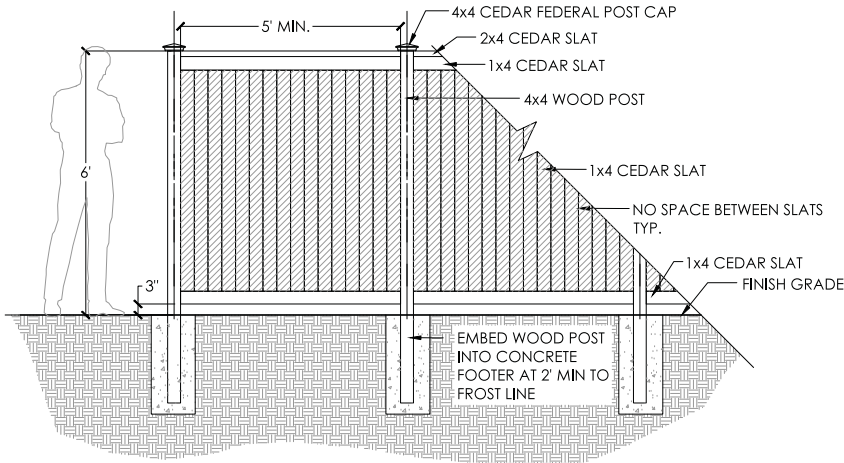 5' MIN.
4x4 CEDAR FEDERAL POST CAP
2x4 CEDAR SLAT
1x4 CEDAR SLAT
4x4 WOOD POST
6'
1x4 CEDAR SLAT
NO SPACE BETWEEN SLATS
TYP.
1x4 CEDAR SLAT
3"
FINISH GRADE
EMBED WOOD POST
INTO CONCRETE
FOOTER AT 2' MIN TO
FROST LINE